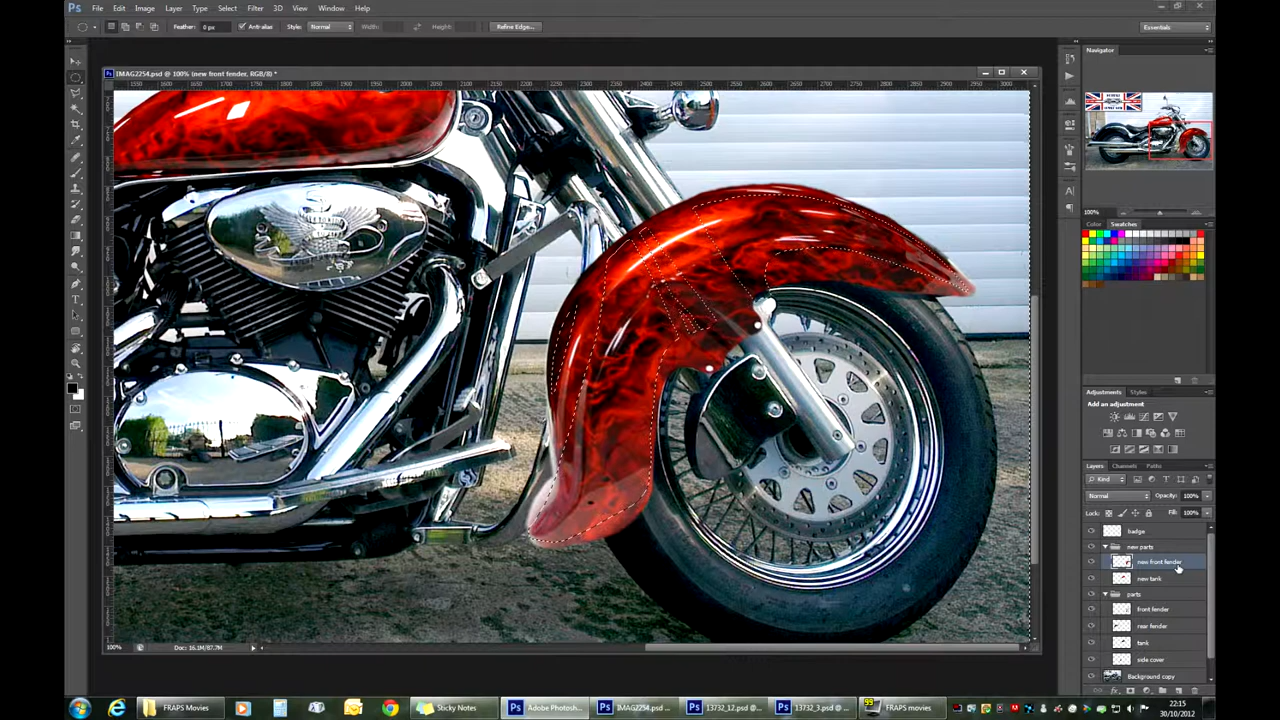 Ps File Edit Image Layer Type Select Filter 3D View Window Help
Feather: 0 px Anti-alias Style: Normal Width: Height: Refine Edge... Essentials
IMAG2254.psd @ 100% (new front fender, RGB/8) *
Navigator
100%
Color Swatches
Adjustments Styles
Add an adjustment
Layers Channels Paths
Kind
Normal Opacity: 100%
Lock: Fill: 100%
badge
new parts
new front fender
new tank
parts
front fender
rear fender
tank
side cover
Background copy
100% Doc: 16.1M/87.7M
FRAPS Movies Sticky Notes Adobe Photosh... IMAG2254.psd ... 13732_12.psd @... 13732_3.psd @ ... FRAPS movies
22:15
30/10/2012